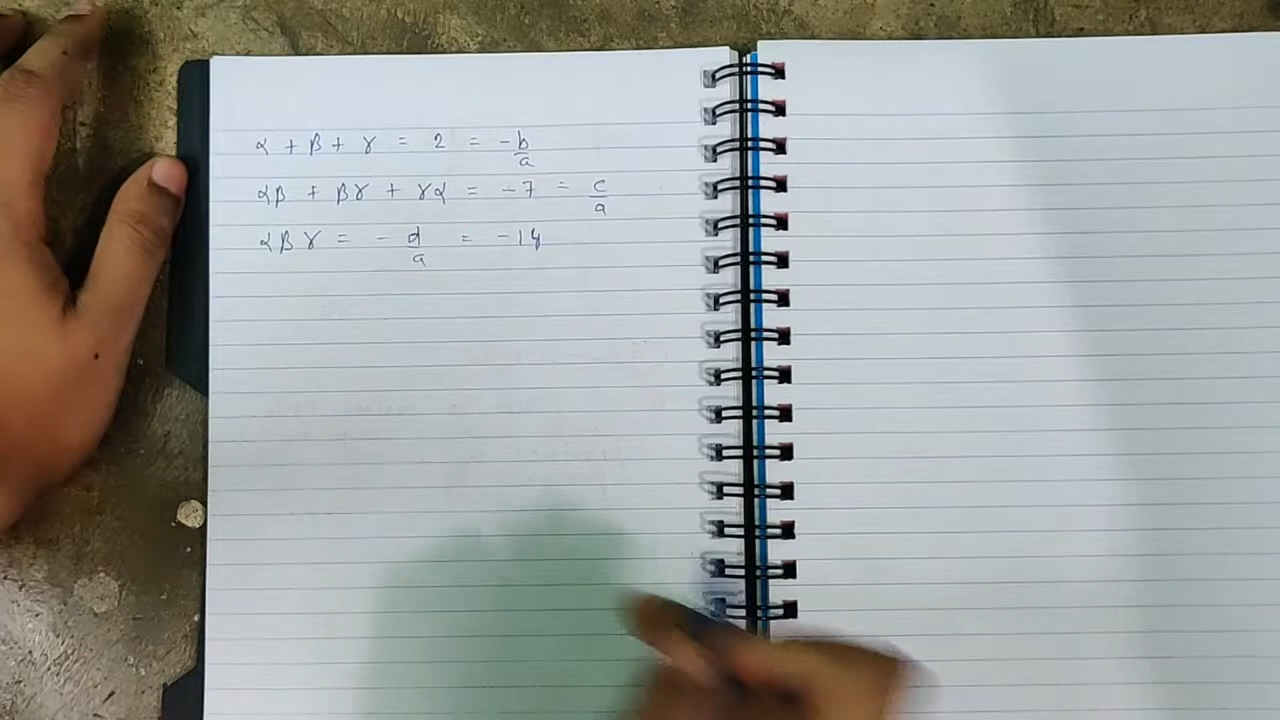 α + β + γ = 2 = -b/a
αβ + βγ + γα = -7 = c/a
αβγ = -d/a = -14